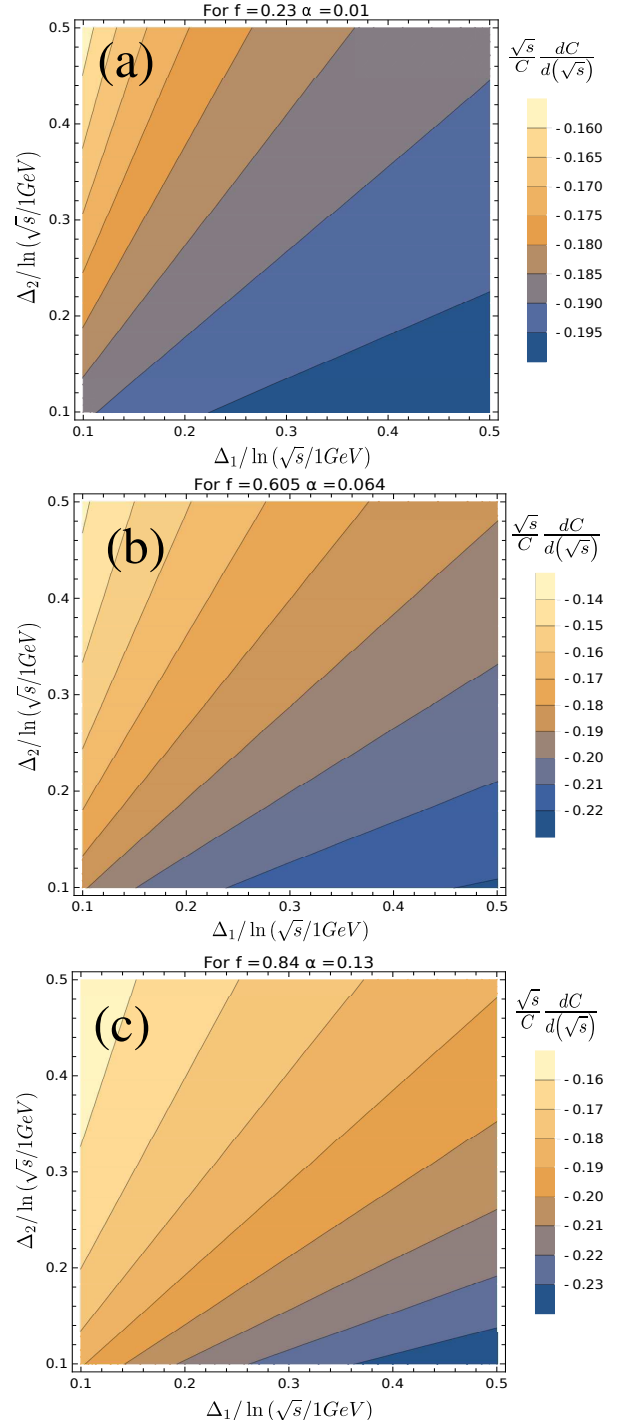 For f =0.23 α =0.01
(a)
√s/C dC/d(√s)
0.5
0.4
0.3
0.2
0.1
Δ₂/ ln (√s/1GeV)
0.1 0.2 0.3 0.4 0.5
Δ₁/ ln (√s/1GeV)
- 0.160
- 0.165
- 0.170
- 0.175
- 0.180
- 0.185
- 0.190
- 0.195
For f =0.605 α =0.064
(b)
√s/C dC/d(√s)
0.5
0.4
0.3
0.2
0.1
Δ₂/ ln (√s/1GeV)
0.1 0.2 0.3 0.4 0.5
Δ₁/ ln (√s/1GeV)
- 0.14
- 0.15
- 0.16
- 0.17
- 0.18
- 0.19
- 0.20
- 0.21
- 0.22
For f =0.84 α =0.13
(c)
√s/C dC/d(√s)
0.5
0.4
0.3
0.2
0.1
Δ₂/ ln (√s/1GeV)
0.1 0.2 0.3 0.4 0.5
Δ₁/ ln (√s/1GeV)
- 0.16
- 0.17
- 0.18
- 0.19
- 0.20
- 0.21
- 0.22
- 0.23